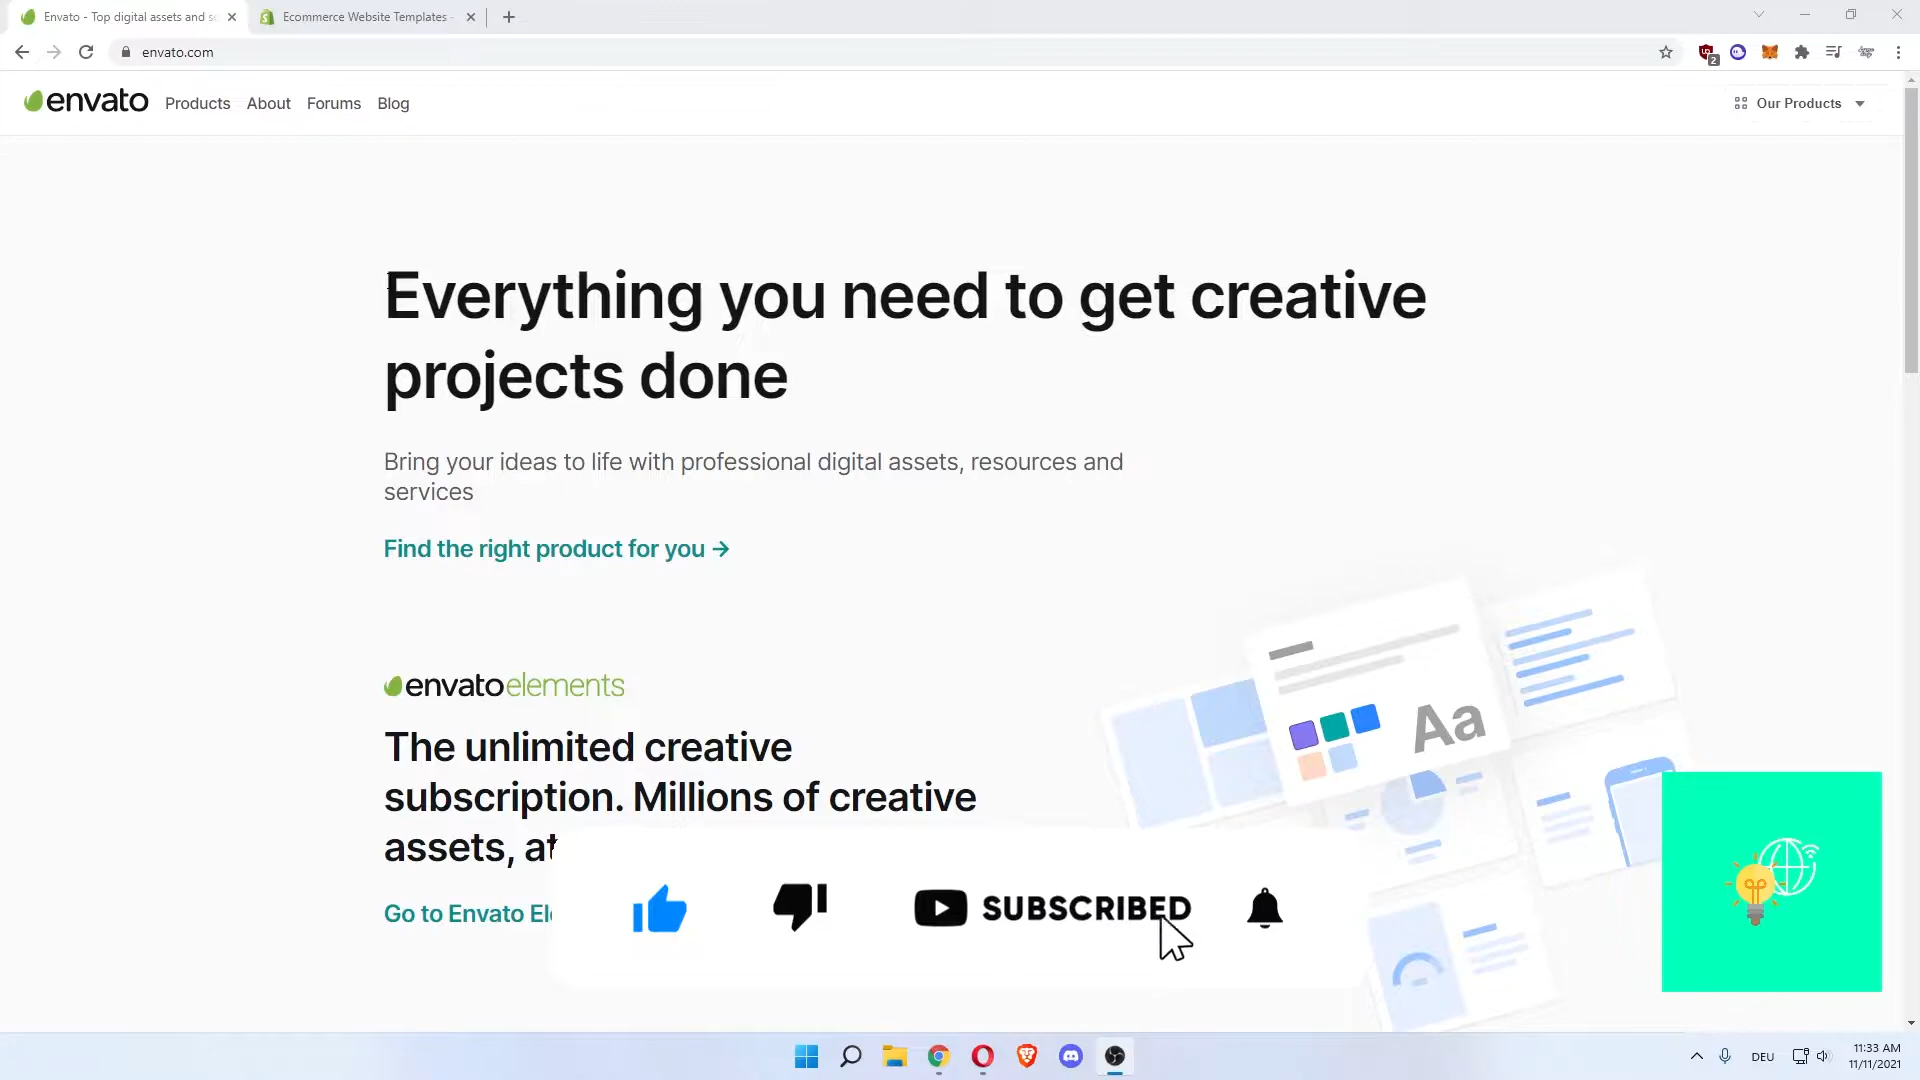 Envato - Top digital assets and s
Ecommerce Website Templates -
envato.com
2
envato
Products
About
Forums
Blog
Our Products
Everything you need to get creative
projects done
Bring your ideas to life with professional digital assets, resources and
services
Find the right product for you →
envatoelements
The unlimited creative
subscription. Millions of creative
assets, at
Go to Envato El
Aa
SUBSCRIBED
DEU
11:33 AM
11/11/2021